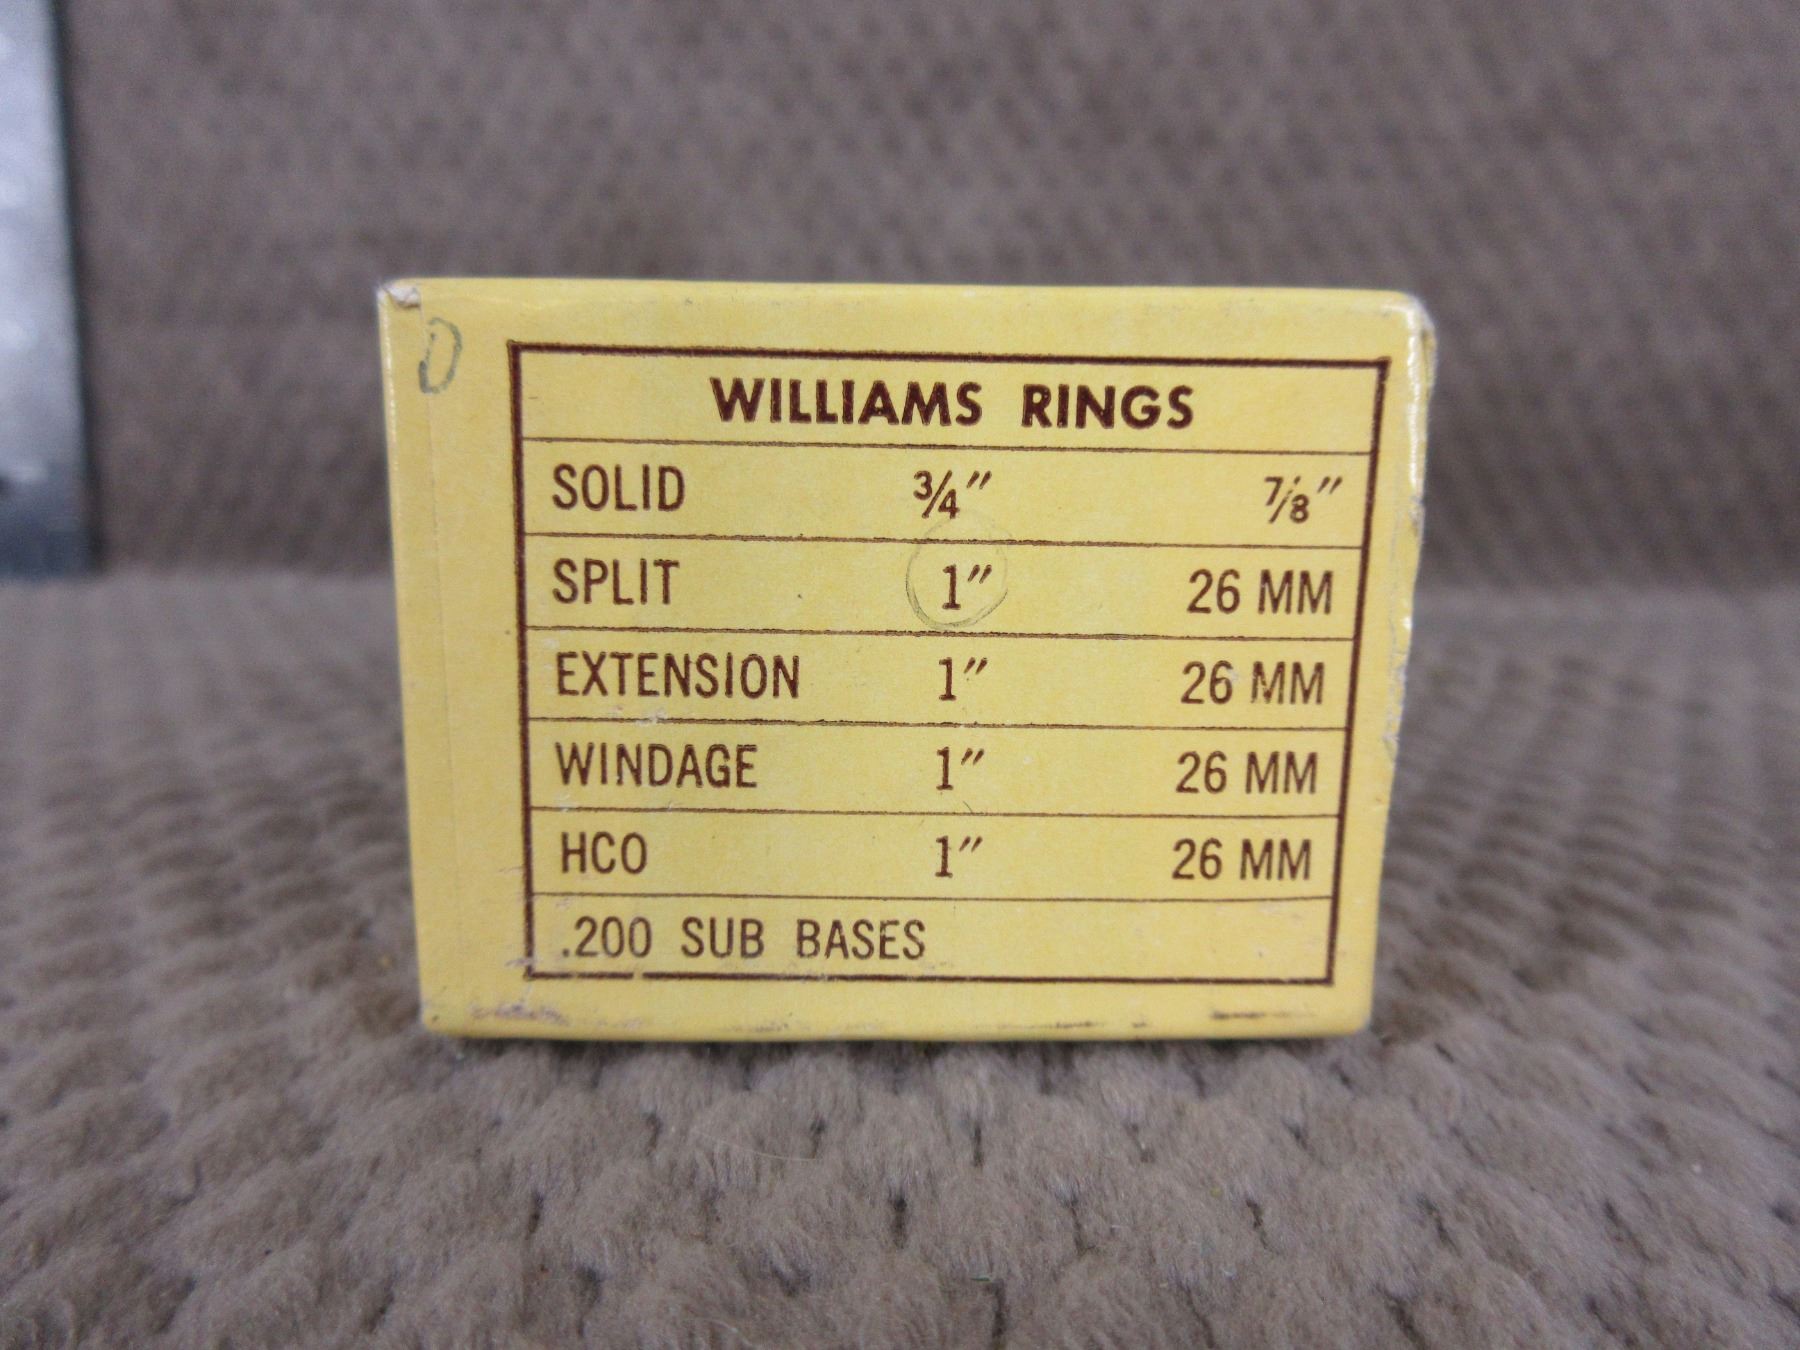 D
WILLIAMS RINGS
SOLID 3/4" 7/8"
SPLIT 1" 26 MM
EXTENSION 1" 26 MM
WINDAGE 1" 26 MM
HCO 1" 26 MM
.200 SUB BASES